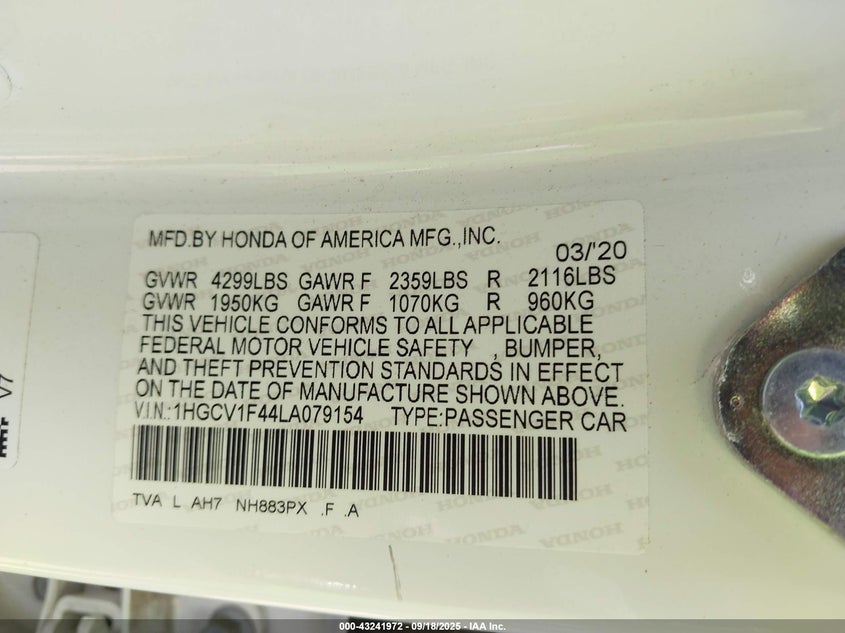 MFD.BY HONDA OF AMERICA MFG.,INC.
03/'20
GVWR 4299LBS GAWR F 2359LBS R 2116LBS
GVWR 1950KG GAWR F 1070KG R 960KG
THIS VEHICLE CONFORMS TO ALL APPLICABLE
FEDERAL MOTOR VEHICLE SAFETY , BUMPER,
AND THEFT PREVENTION STANDARDS IN EFFECT
ON THE DATE OF MANUFACTURE SHOWN ABOVE.
V.I.N.:1HGCV1F44LA079154 TYPE:PASSENGER CAR
TVA L AH7 NH883PX .F .A
V7
000-43241972 - 09/18/2025 - IAA Inc.